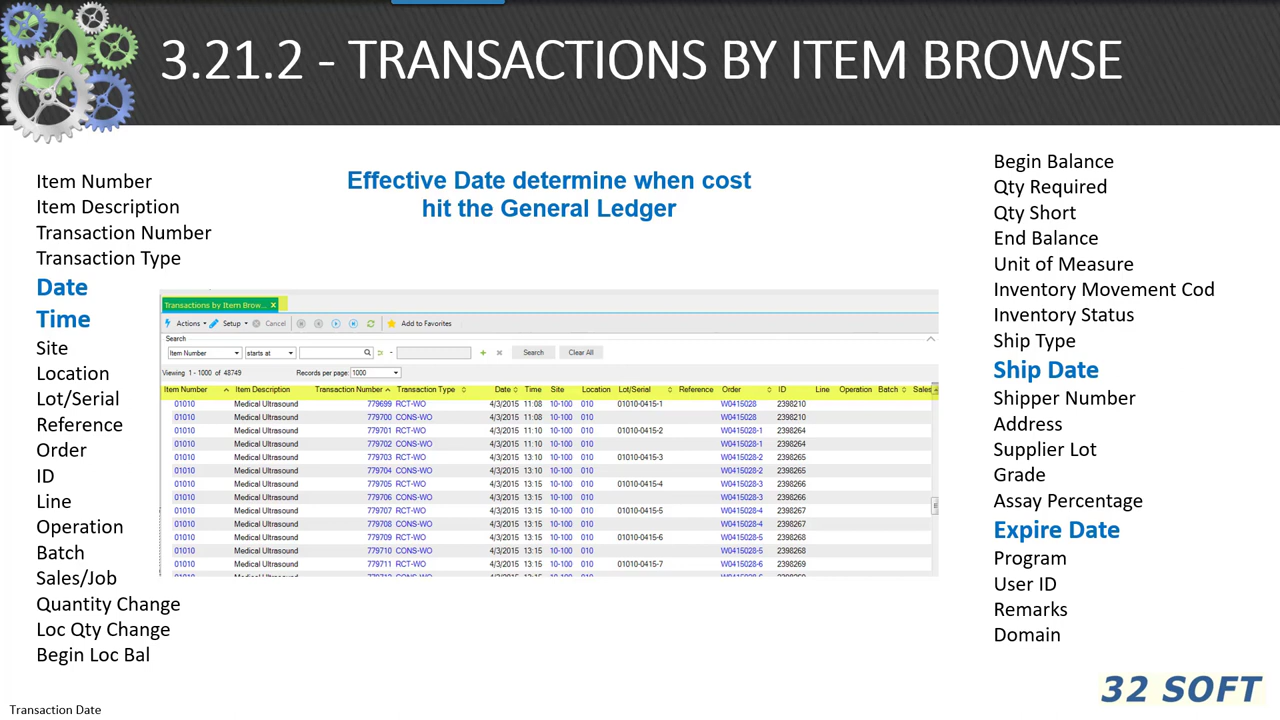 3.21.2 - TRANSACTIONS BY ITEM BROWSE
Item Number
Item Description
Transaction Number
Transaction Type
Date
Time
Site
Location
Lot/Serial
Reference
Order
ID
Line
Operation
Batch
Sales/Job
Quantity Change
Loc Qty Change
Begin Loc Bal
Effective Date determine when cost
hit the General Ledger
Transactions by Item Brow... x
Actions Setup Cancel Add to Favorites
Search
Item Number starts at - Search Clear All
Viewing 1 - 1000 of 48749 Records per page: 1000
Item Number Item Description Transaction Number Transaction Type Date Time Site Location Lot/Serial Reference Order ID Line Operation Batch Sales
01010 Medical Ultrasound 779699 RCT-WO 4/3/2015 11:08 10-100 010 01010-0415-1 W0415028 2398210
01010 Medical Ultrasound 779700 CONS-WO 4/3/2015 11:08 10-100 010 W0415028 2398210
01010 Medical Ultrasound 779701 RCT-WO 4/3/2015 11:10 10-100 010 01010-0415-2 W0415028-1 2398264
01010 Medical Ultrasound 779702 CONS-WO 4/3/2015 11:10 10-100 010 W0415028-1 2398264
01010 Medical Ultrasound 779703 RCT-WO 4/3/2015 13:10 10-100 010 01010-0415-3 W0415028-2 2398265
01010 Medical Ultrasound 779704 CONS-WO 4/3/2015 13:10 10-100 010 W0415028-2 2398265
01010 Medical Ultrasound 779705 RCT-WO 4/3/2015 13:15 10-100 010 01010-0415-4 W0415028-3 2398266
01010 Medical Ultrasound 779706 CONS-WO 4/3/2015 13:15 10-100 010 W0415028-3 2398266
01010 Medical Ultrasound 779707 RCT-WO 4/3/2015 13:15 10-100 010 01010-0415-5 W0415028-4 2398267
01010 Medical Ultrasound 779708 CONS-WO 4/3/2015 13:15 10-100 010 W0415028-4 2398267
01010 Medical Ultrasound 779709 RCT-WO 4/3/2015 13:15 10-100 010 01010-0415-6 W0415028-5 2398268
01010 Medical Ultrasound 779710 CONS-WO 4/3/2015 13:15 10-100 010 W0415028-5 2398268
01010 Medical Ultrasound 779711 RCT-WO 4/3/2015 13:15 10-100 010 01010-0415-7 W0415028-6 2398269
01010 Medical Ultrasound 779712 CONS-WO 4/3/2015 13:15 10-100 010 W0415028-6 2398269
Begin Balance
Qty Required
Qty Short
End Balance
Unit of Measure
Inventory Movement Cod
Inventory Status
Ship Type
Ship Date
Shipper Number
Address
Supplier Lot
Grade
Assay Percentage
Expire Date
Program
User ID
Remarks
Domain
32 SOFT
Transaction Date